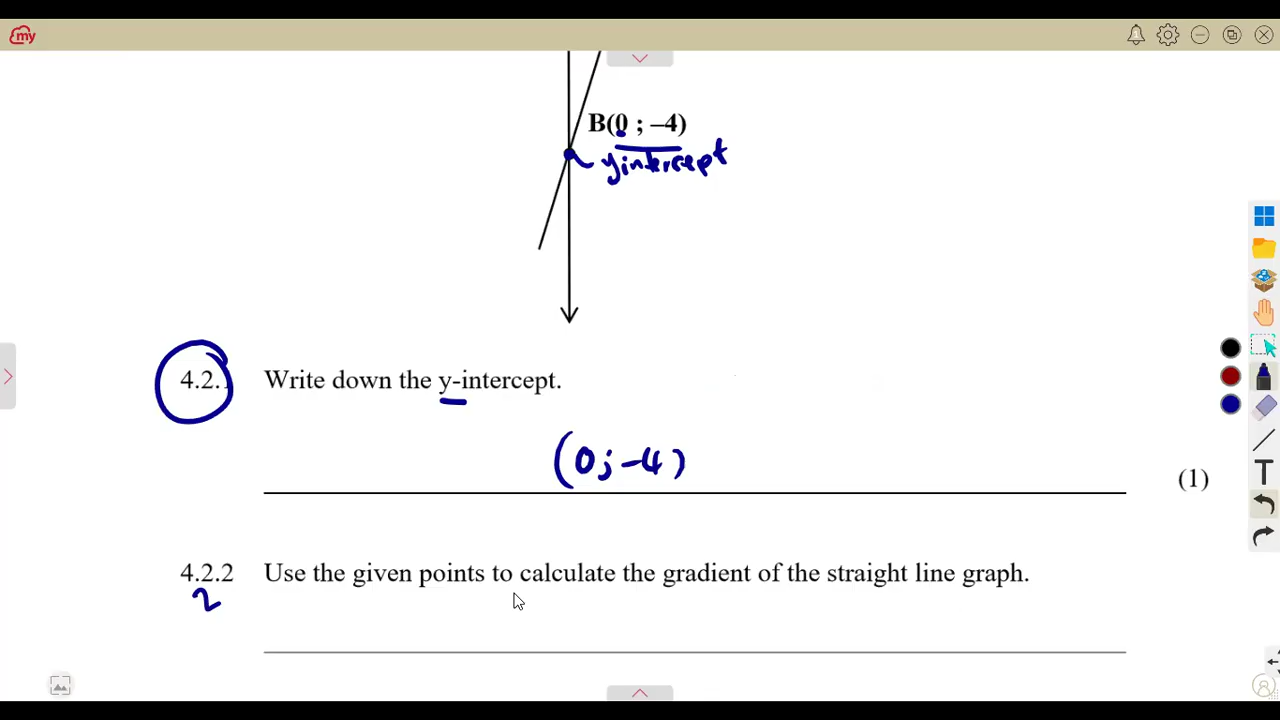 my
B(0 ; –4)
y intercept
4.2.1 Write down the y-intercept.
(0; -4)
(1)
4.2.2 Use the given points to calculate the gradient of the straight line graph.
2
T